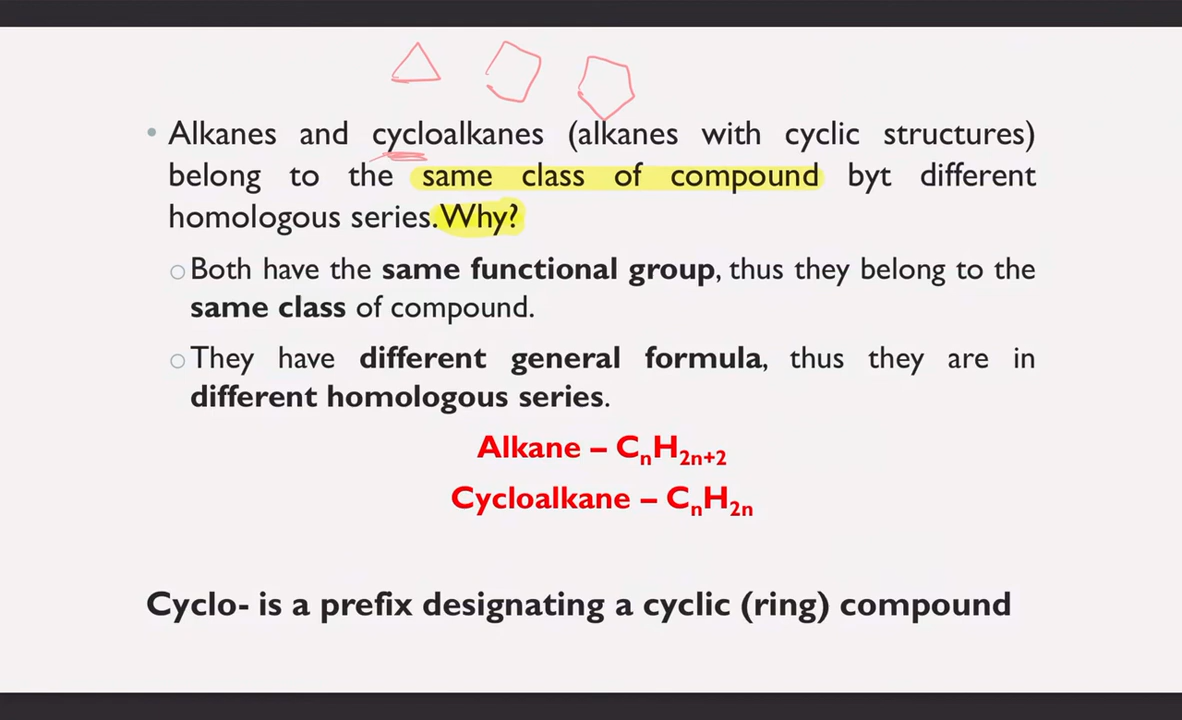 • Alkanes and cycloalkanes (alkanes with cyclic structures)
belong to the same class of compound byt different
homologous series. Why?
○ Both have the same functional group, thus they belong to the
same class of compound.
○ They have different general formula, thus they are in
different homologous series.
Alkane – CₙH₂ₙ₊₂
Cycloalkane – CₙH₂ₙ
Cyclo- is a prefix designating a cyclic (ring) compound